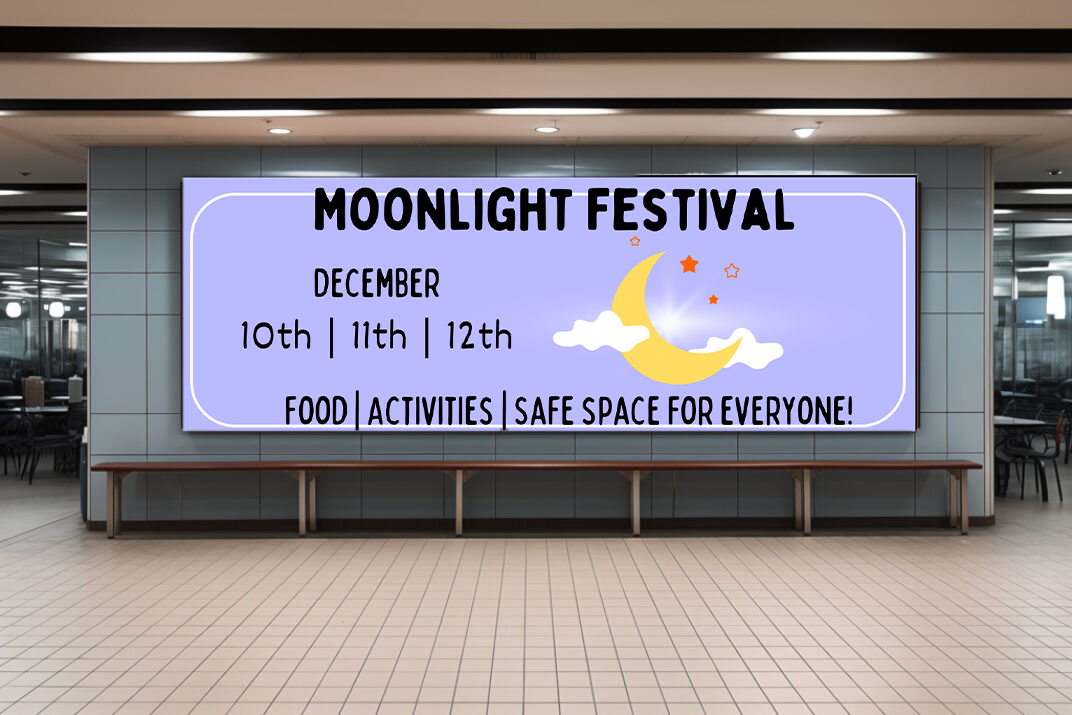 MOONLIGHT FESTIVAL
DECEMBER
10th | 11th | 12th
FOOD | ACTIVITIES | SAFE SPACE FOR EVERYONE!